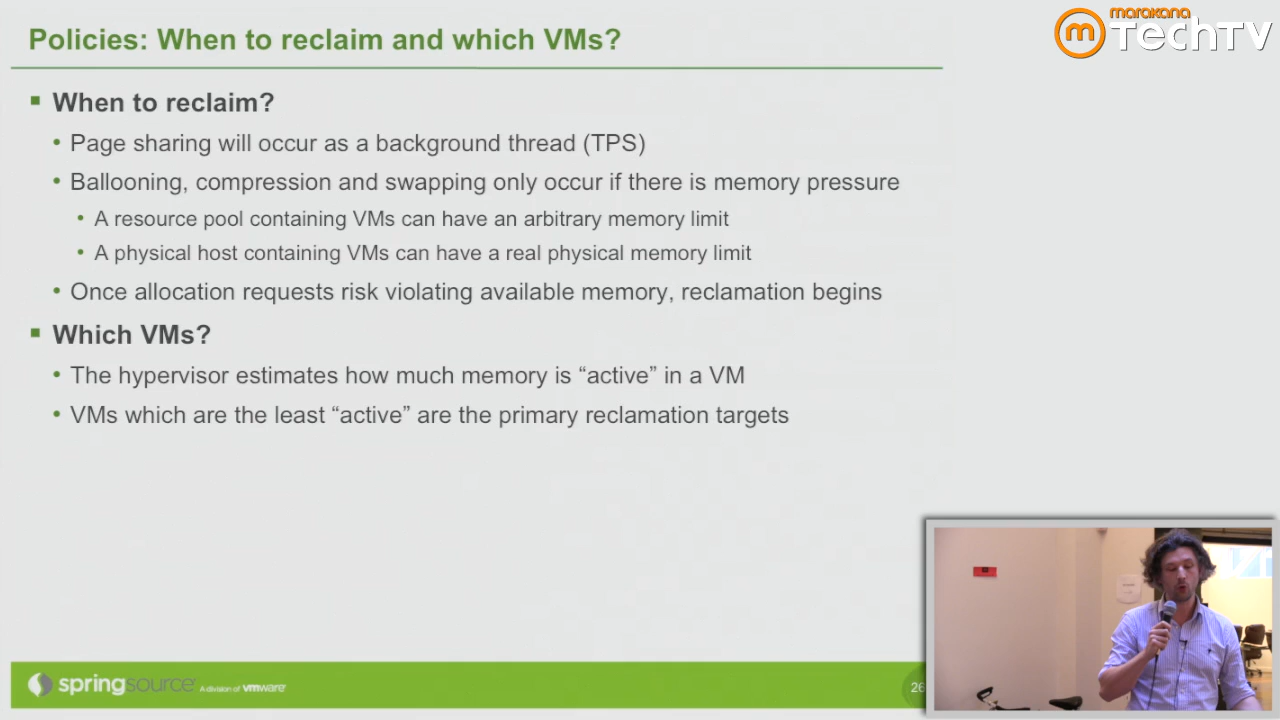 Policies: When to reclaim and which VMs?
marakana
m TechTV
When to reclaim?
Page sharing will occur as a background thread (TPS)
Ballooning, compression and swapping only occur if there is memory pressure
A resource pool containing VMs can have an arbitrary memory limit
A physical host containing VMs can have a real physical memory limit
Once allocation requests risk violating available memory, reclamation begins
Which VMs?
The hypervisor estimates how much memory is “active” in a VM
VMs which are the least “active” are the primary reclamation targets
springsource A division of vmware
26